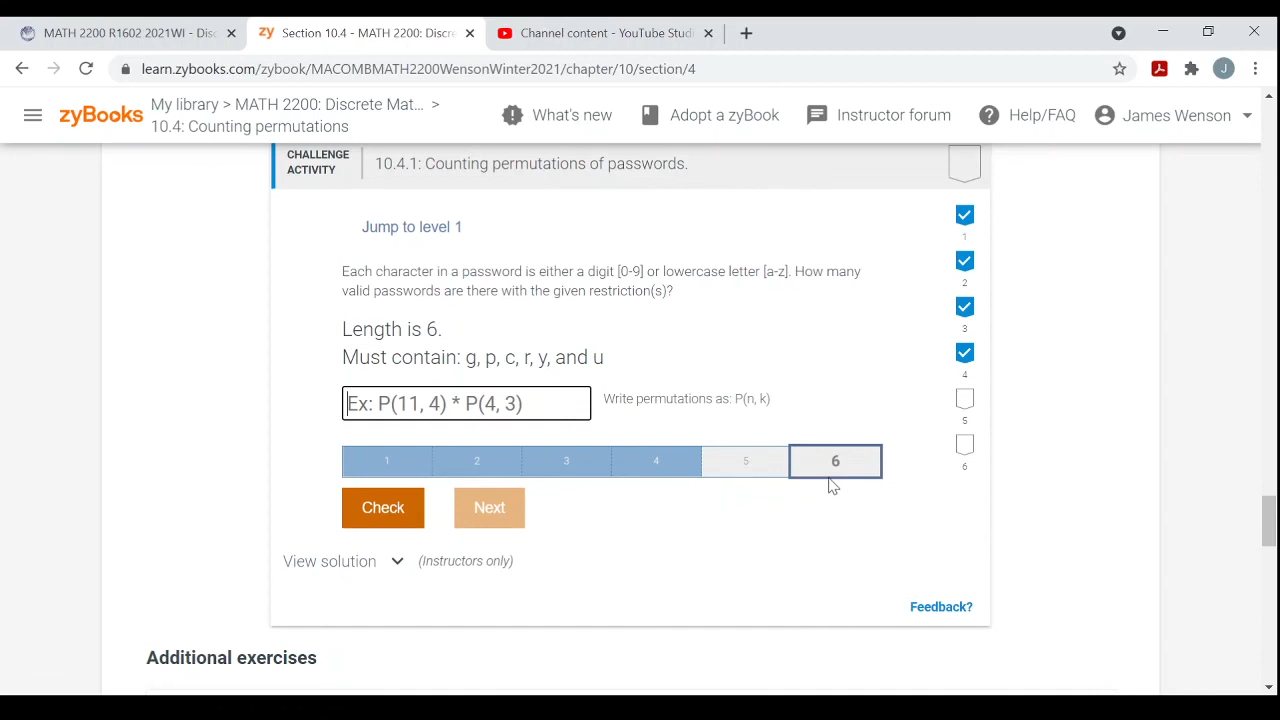 MATH 2200 R1602 2021WI - Disc
Section 10.4 - MATH 2200: Discre
Channel content - YouTube Studi
learn.zybooks.com/zybook/MACOMBMATH2200WensonWinter2021/chapter/10/section/4
J
zyBooks
My library > MATH 2200: Discrete Mat... >
10.4: Counting permutations
What's new
Adopt a zyBook
Instructor forum
Help/FAQ
James Wenson
CHALLENGE
ACTIVITY
10.4.1: Counting permutations of passwords.
Jump to level 1
Each character in a password is either a digit [0-9] or lowercase letter [a-z]. How many
valid passwords are there with the given restriction(s)?
Length is 6.
Must contain: g, p, c, r, y, and u
Ex: P(11, 4) * P(4, 3)
Write permutations as: P(n, k)
1 2 3 4 5 6
Check
Next
View solution
(Instructors only)
1
2
3
4
5
6
Feedback?
Additional exercises